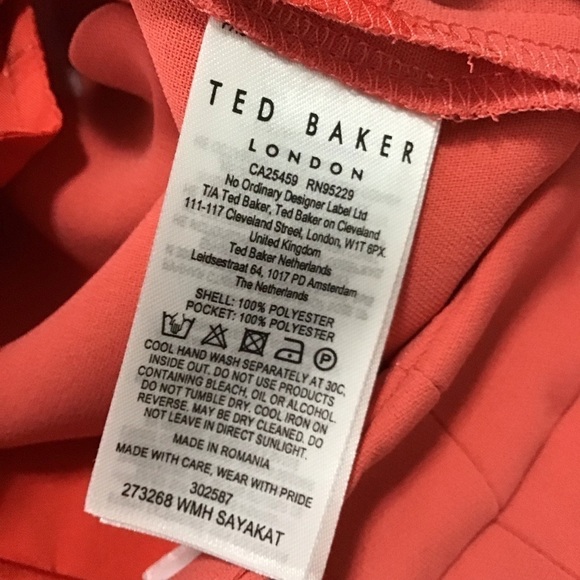 TED BAKER
LONDON
CA25459 RN95229
No Ordinary Designer Label Ltd
T/A Ted Baker, Ted Baker on Cleveland
111-117 Cleveland Street, London, W1T 6PX.
United Kingdom
Ted Baker Netherlands
Leidsestraat 64, 1017 PD Amsterdam
The Netherlands
SHELL: 100% POLYESTER
POCKET: 100% POLYESTER
P
COOL HAND WASH SEPARATELY AT 30C,
INSIDE OUT. DO NOT USE PRODUCTS
CONTAINING BLEACH, OIL OR ALCOHOL.
DO NOT TUMBLE DRY. COOL IRON ON
REVERSE. MAY BE DRY CLEANED. DO
NOT LEAVE IN DIRECT SUNLIGHT.
MADE IN ROMANIA
MADE WITH CARE, WEAR WITH PRIDE
302587
273268 WMH SAYAKAT